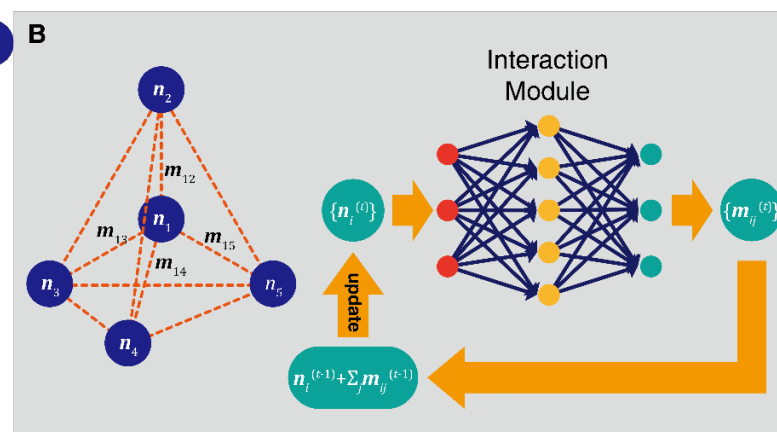 B
Interaction
Module
n₂
m₁₂
n₁
m₁₃
m₁₅
m₁₄
n₃
n₅
n₄
{nᵢ⁽ᵗ⁾}
{mᵢⱼ⁽ᵗ⁾}
update
nᵢ⁽ᵗ⁻¹⁾+Σⱼmᵢⱼ⁽ᵗ⁻¹⁾